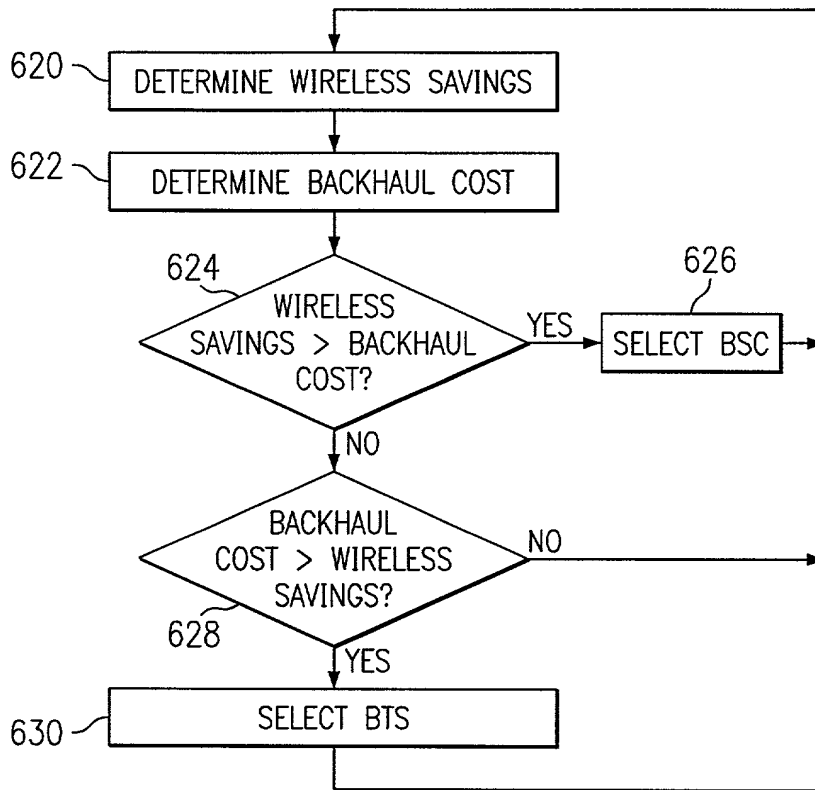 620
DETERMINE WIRELESS SAVINGS
622
DETERMINE BACKHAUL COST
624
WIRELESS
SAVINGS > BACKHAUL
COST?
YES
626
SELECT BSC
NO
BACKHAUL
COST > WIRELESS
SAVINGS?
NO
628
YES
630
SELECT BTS